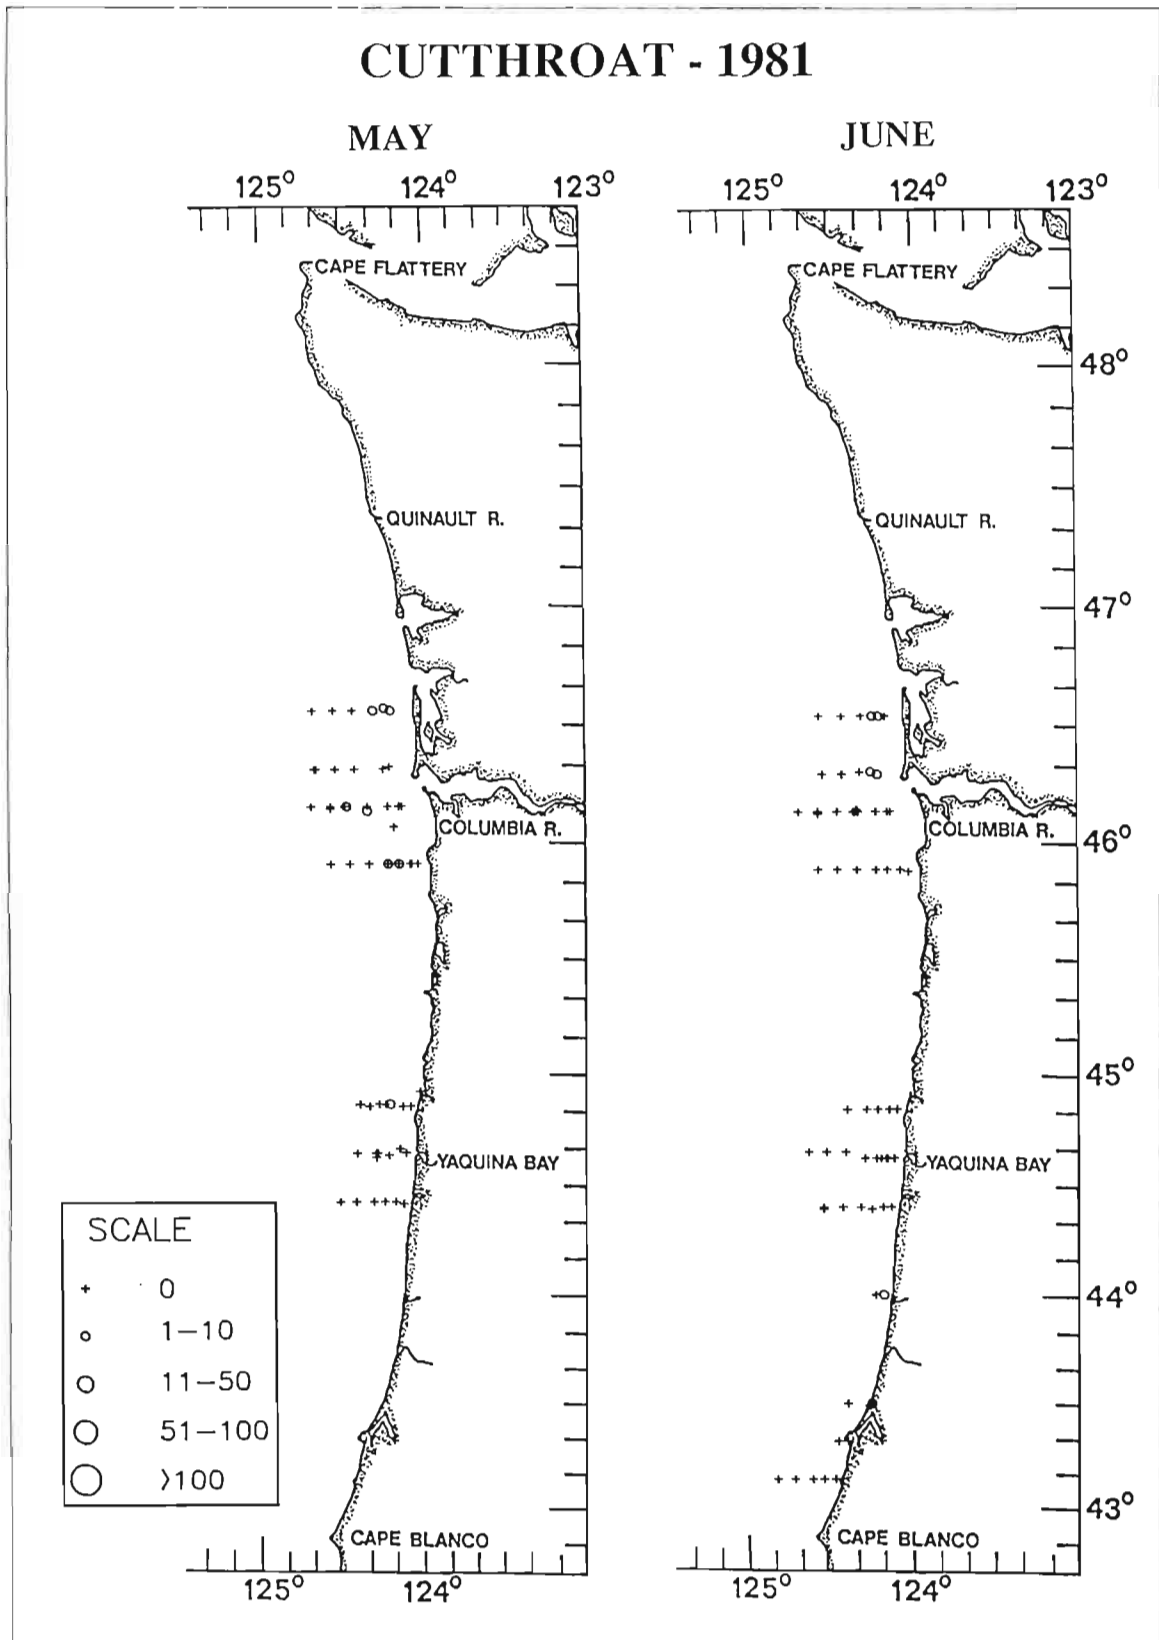 CUTTHROAT - 1981
MAY
JUNE
125° 124° 123°
125° 124° 123°
CAPE FLATTERY
CAPE FLATTERY
48°
QUINAULT R.
QUINAULT R.
47°
COLUMBIA R.
COLUMBIA R.
46°
45°
YAQUINA BAY
YAQUINA BAY
SCALE
+ 0
1-10
11-50
51-100
>100
44°
43°
CAPE BLANCO
CAPE BLANCO
125° 124°
125° 124°